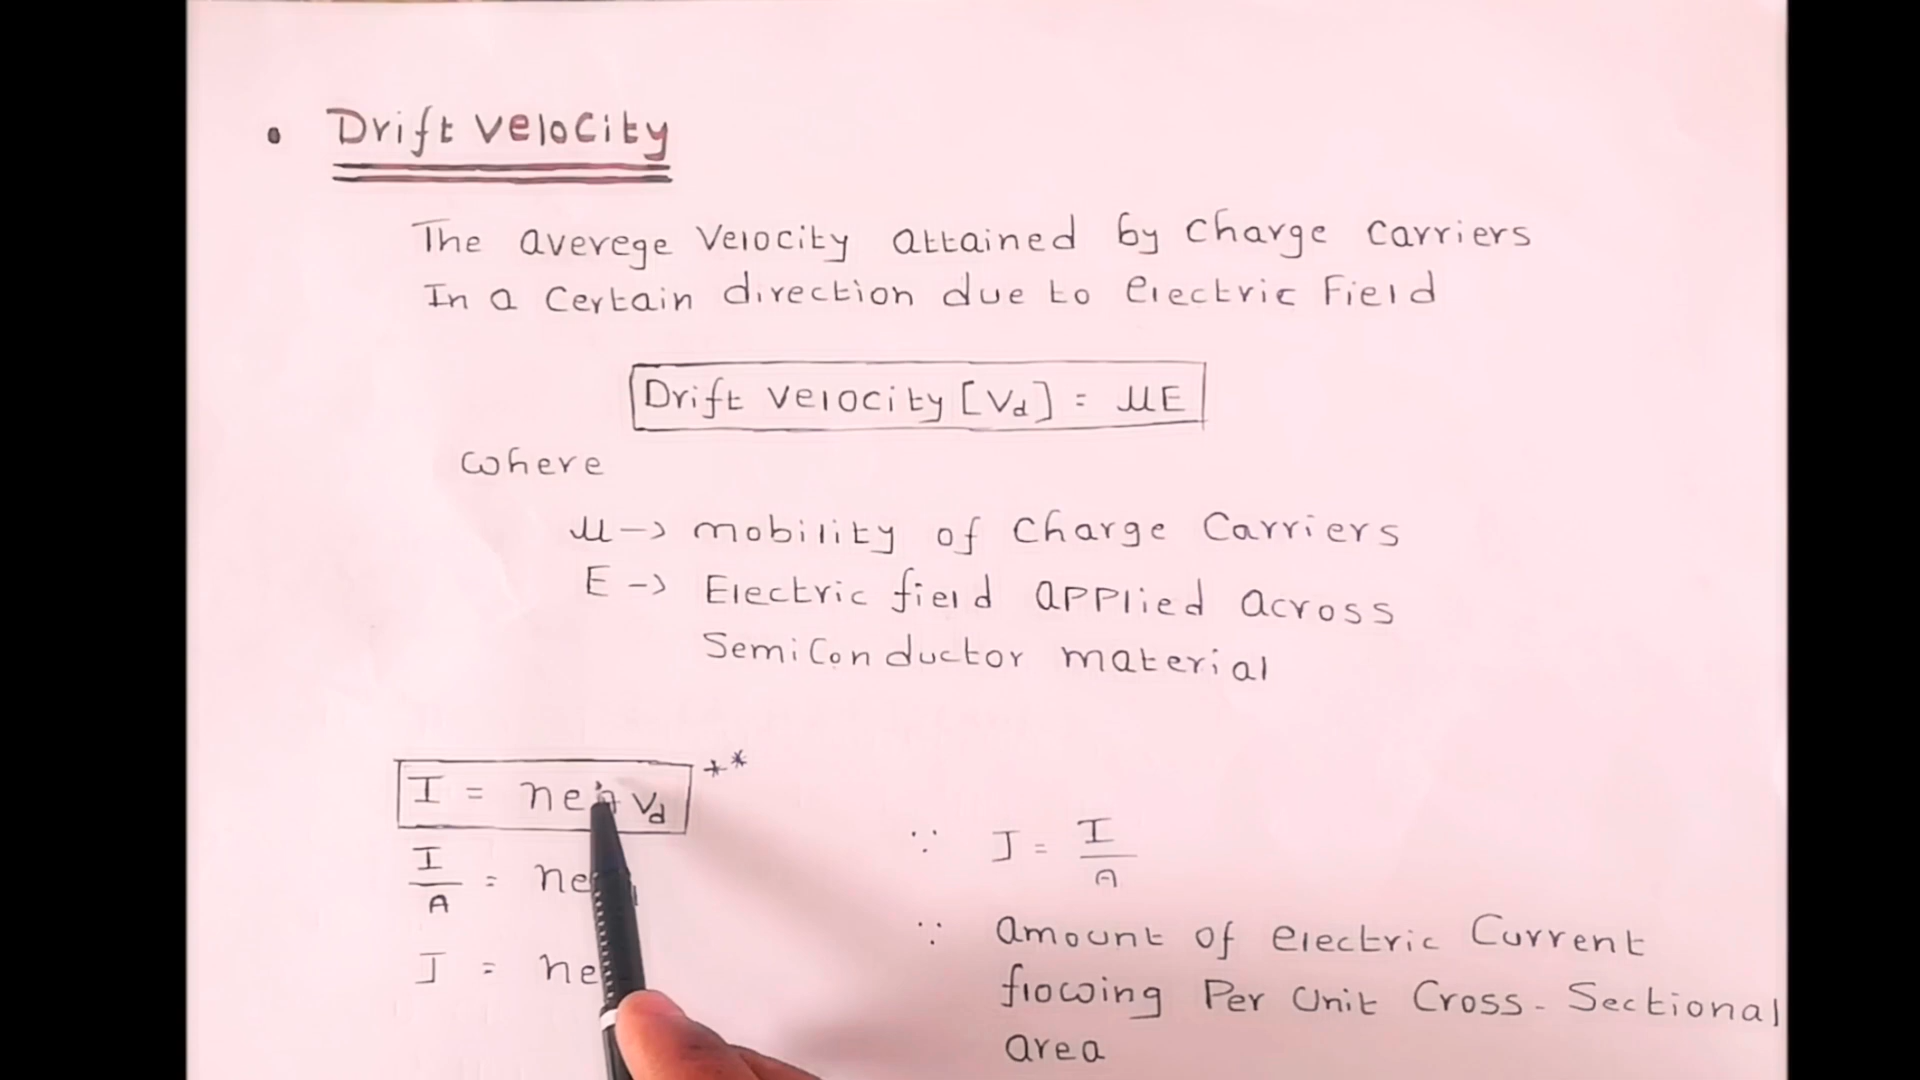 • Drift Velocity
The averege Velocity attained by Charge Carriers
In a Certain direction due to Electric Field
Drift Velocity [Vd] = μE
where
μ -> mobility of Charge Carriers
E -> Electric field applied across
SemiConductor material
I = neA Vd **
I/A = ne
J = ne
∵ J = I/A
∵ amount of electric Current
flowing Per Unit Cross-Sectional
area